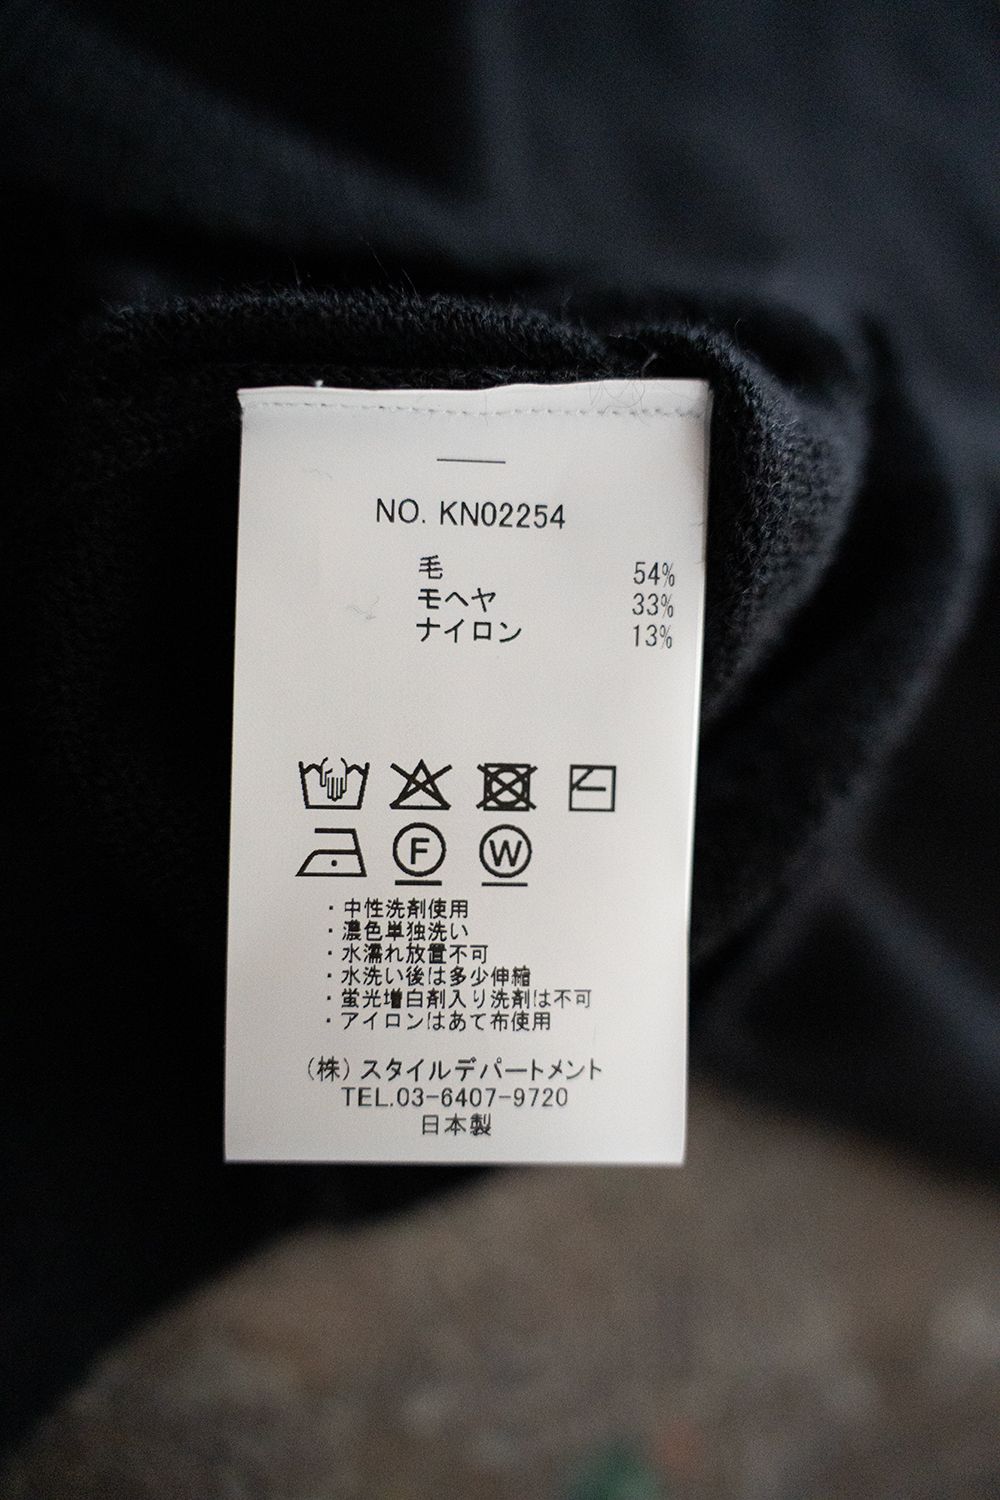 NO. KN02254
毛 54%
モヘヤ 33%
ナイロン 13%
F W
・中性洗剤使用
・濃色単独洗い
・水濡れ放置不可
・水洗い後は多少伸縮
・蛍光増白剤入り洗剤は不可
・アイロンはあて布使用
(株)スタイルデパートメント
TEL.03-6407-9720
日本製